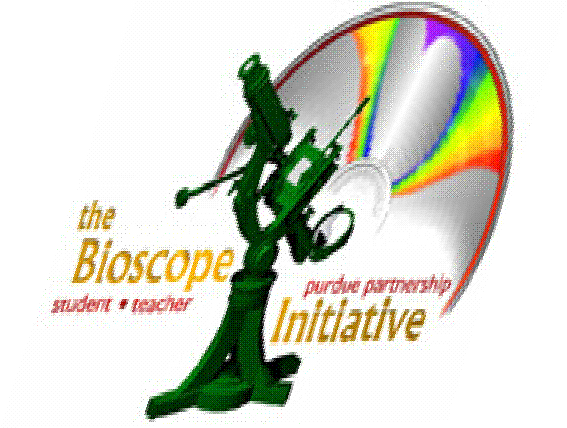 the
Bioscope
student • teacher
purdue partnership
Initiative